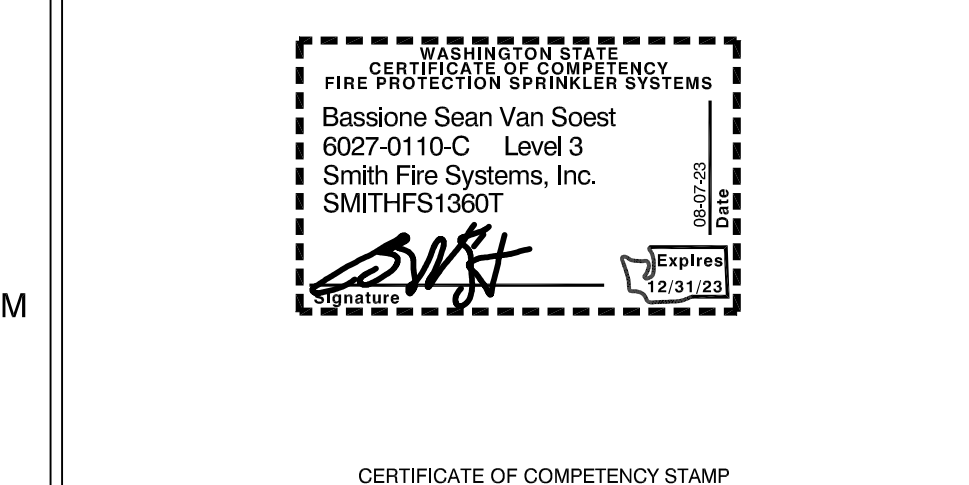 WASHINGTON STATE
CERTIFICATE OF COMPETENCY
FIRE PROTECTION SPRINKLER SYSTEMS
Bassione Sean Van Soest
6027-0110-C Level 3
Smith Fire Systems, Inc.
SMITHFS1360T
08-07-23
Date
Expires
12/31/23
Signature
M
CERTIFICATE OF COMPETENCY STAMP